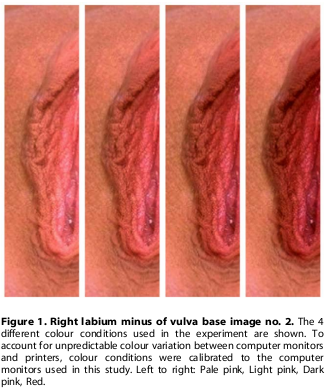 Figure 1. Right labium minus of vulva base image no. 2. The 4
different colour conditions used in the experiment are shown. To
account for unpredictable colour variation between computer monitors
and printers, colour conditions were calibrated to the computer
monitors used in this study. Left to right: Pale pink, Light pink, Dark
pink, Red.